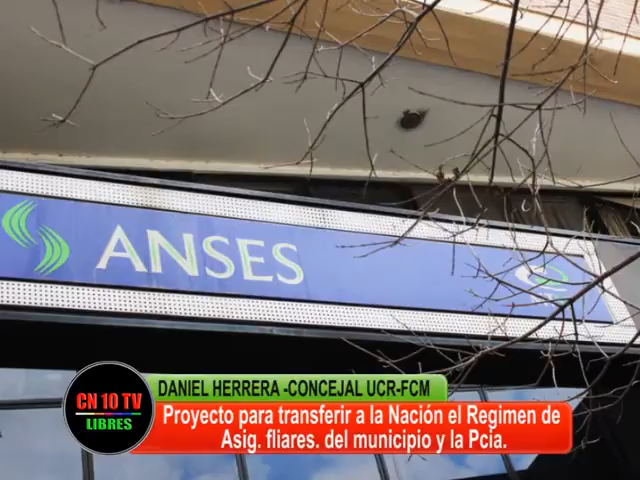 ANSES
DANIEL HERRERA -CONCEJAL UCR-FCM
CN 10 TV
LIBRES
Proyecto para transferir a la Nación el Regimen de
Asig. fliares. del municipio y la Pcia.